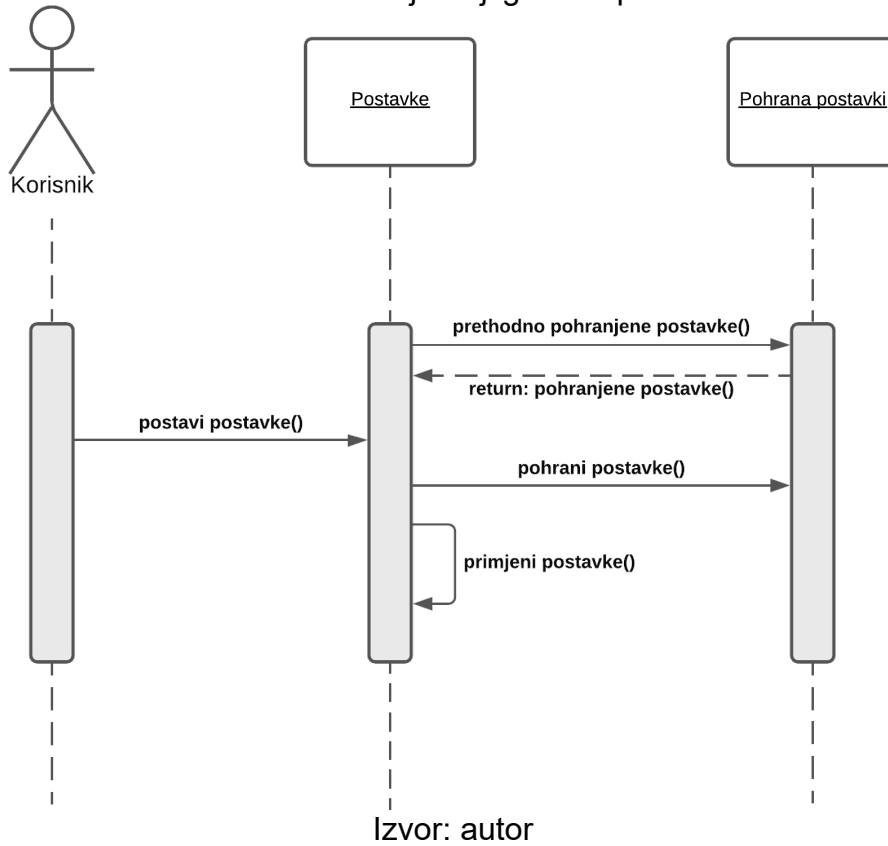 Korisnik
Postavke
Pohrana postavki
prethodno pohranjene postavke()
return: pohranjene postavke()
postavi postavke()
pohrani postavke()
primjeni postavke()
Izvor: autor